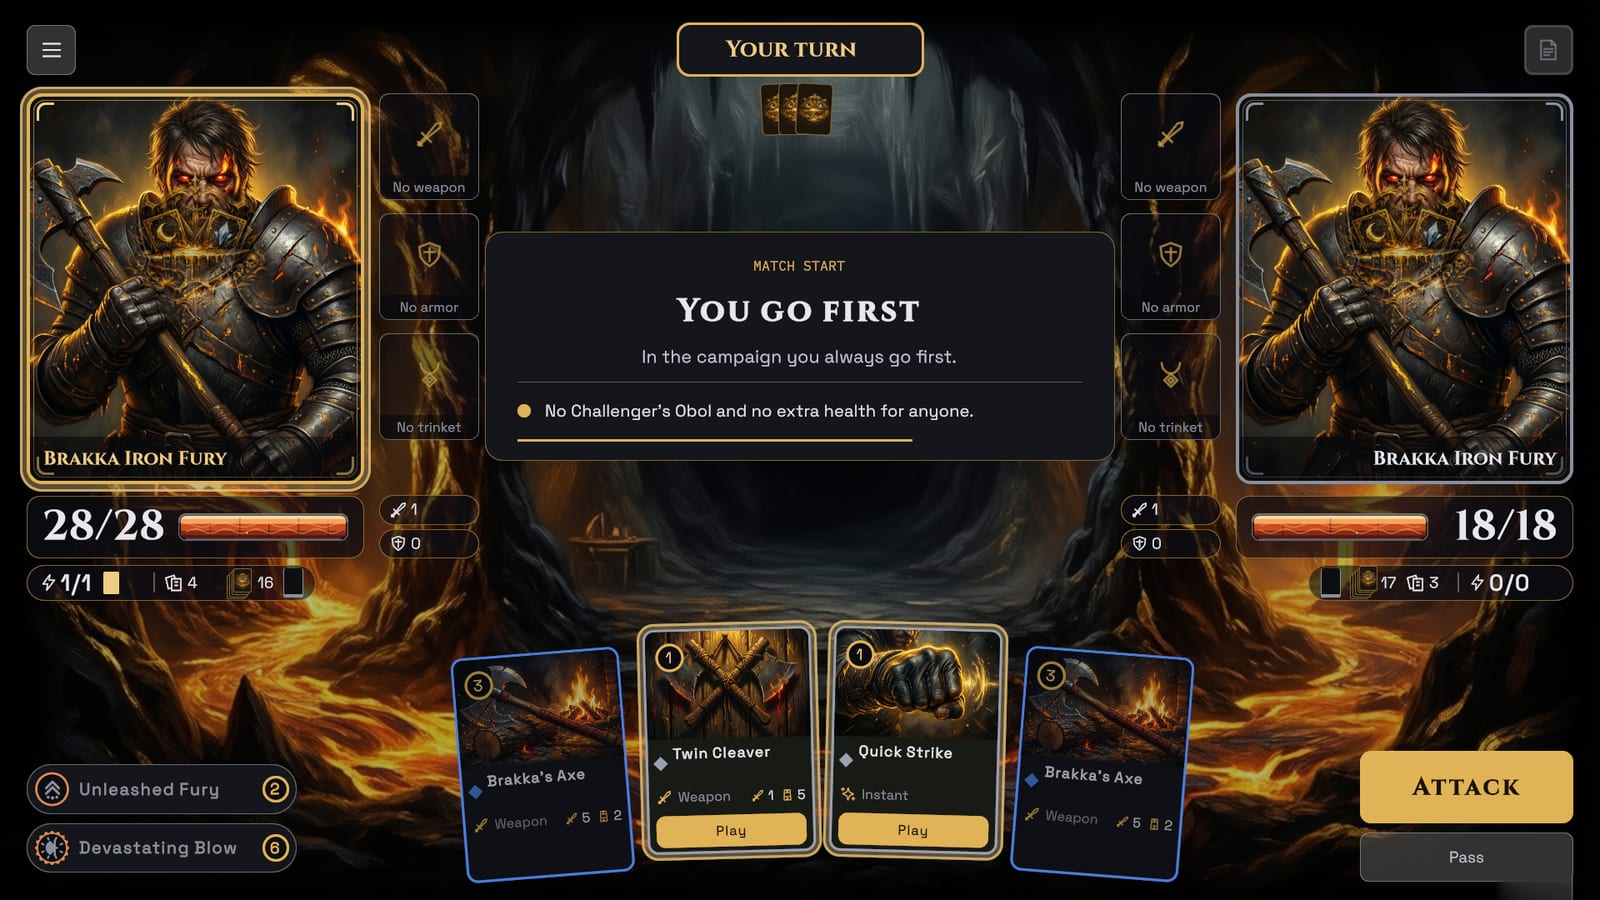 YOUR TURN
No weapon
No armor
No trinket
BRAKKA IRON FURY
28/28
1
0
1/1
4
16
MATCH START
YOU GO FIRST
In the campaign you always go first.
No Challenger's Obol and no extra health for anyone.
No weapon
No armor
No trinket
BRAKKA IRON FURY
1
0
18/18
17
3
0/0
3
Brakka's Axe
Weapon 5 2
1
Twin Cleaver
Weapon 1 5
Play
1
Quick Strike
Instant
Play
3
Brakka's Axe
Weapon 5 2
Unleashed Fury 2
Devastating Blow 6
ATTACK
Pass